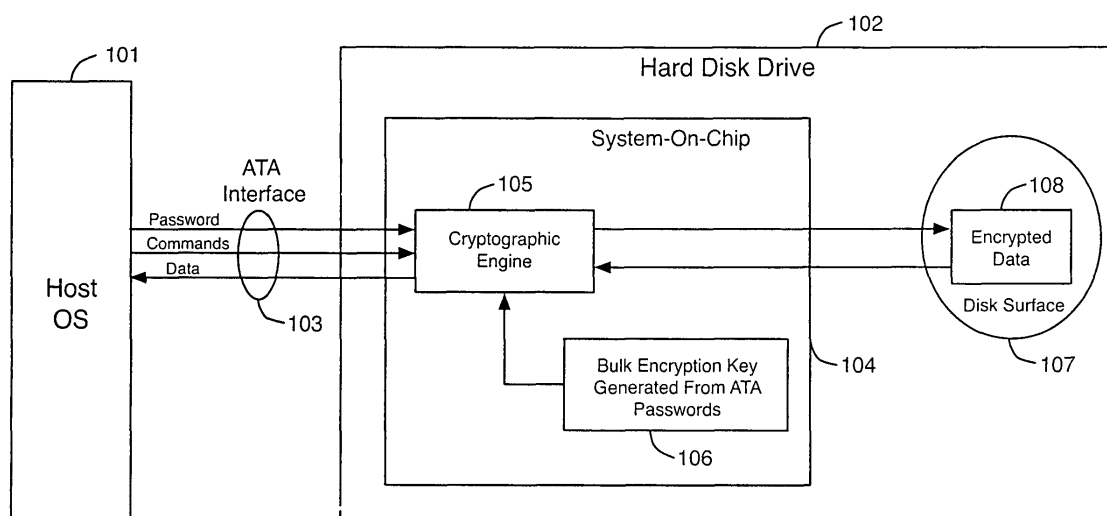 101
102
Hard Disk Drive
System-On-Chip
ATA
Interface
105
108
Password
Commands
Data
Cryptographic
Engine
Encrypted
Data
Host
OS
103
Disk Surface
104
107
Bulk Encryption Key
Generated From ATA
Passwords
106